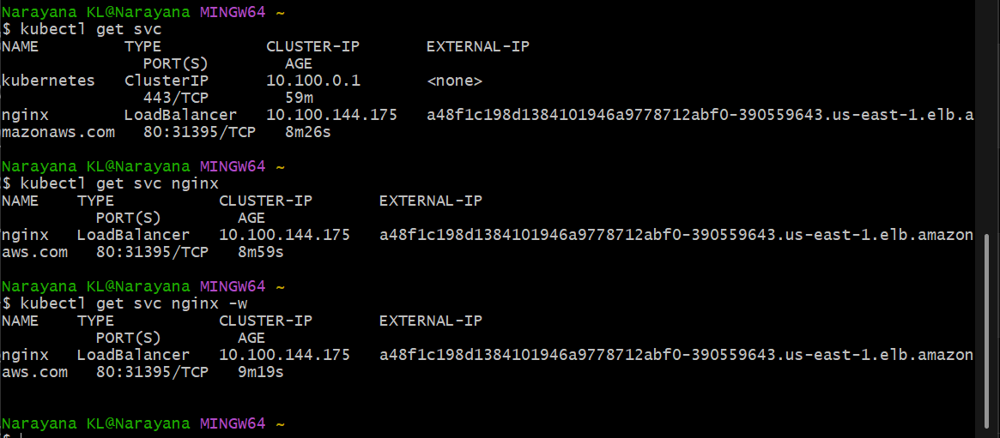 Narayana KL@Narayana MINGW64 ~
$ kubectl get svc
NAME         TYPE           CLUSTER-IP       EXTERNAL-IP
               PORT(S)        AGE
kubernetes   ClusterIP      10.100.0.1       <none>
               443/TCP        59m
nginx        LoadBalancer   10.100.144.175   a48f1c198d1384101946a9778712abf0-390559643.us-east-1.elb.a
mazonaws.com   80:31395/TCP   8m26s
Narayana KL@Narayana MINGW64 ~
$ kubectl get svc nginx
NAME    TYPE           CLUSTER-IP       EXTERNAL-IP
          PORT(S)        AGE
nginx   LoadBalancer   10.100.144.175   a48f1c198d1384101946a9778712abf0-390559643.us-east-1.elb.amazon
aws.com   80:31395/TCP   8m59s
Narayana KL@Narayana MINGW64 ~
$ kubectl get svc nginx -w
NAME    TYPE           CLUSTER-IP       EXTERNAL-IP
          PORT(S)        AGE
nginx   LoadBalancer   10.100.144.175   a48f1c198d1384101946a9778712abf0-390559643.us-east-1.elb.amazon
aws.com   80:31395/TCP   9m19s
Narayana KL@Narayana MINGW64 ~
$